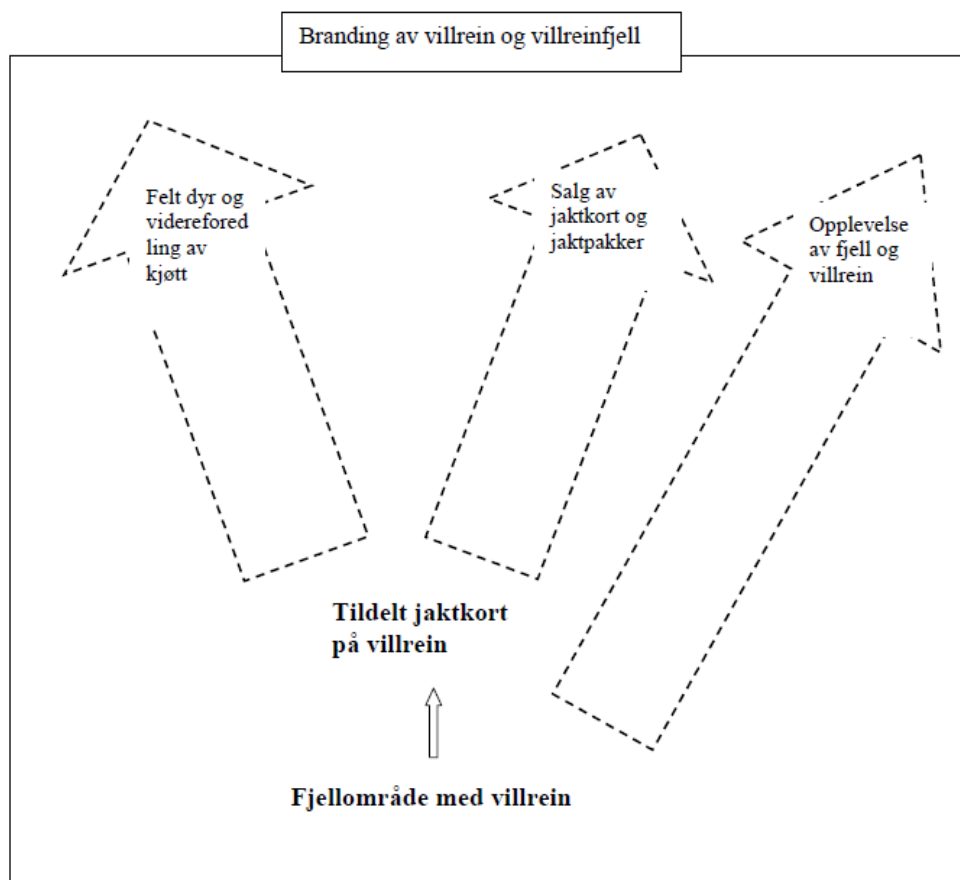 Branding av villrein og villreinfjell
Felt dyr og
viderefored
ling av
kjøtt
Salg av
jaktkort og
jaktpakker
Opplevelse
av fjell og
villrein
Tildelt jaktkort
på villrein
Fjellområde med villrein